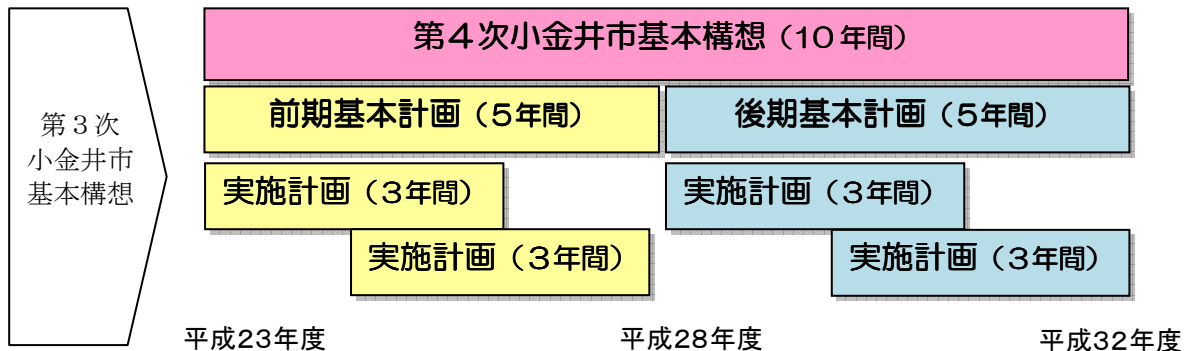 第３次
小金井市
基本構想
第４次小金井市基本構想（10年間）
前期基本計画（５年間）
後期基本計画（５年間）
実施計画（３年間）
実施計画（３年間）
実施計画（３年間）
実施計画（３年間）
平成23年度
平成28年度
平成32年度